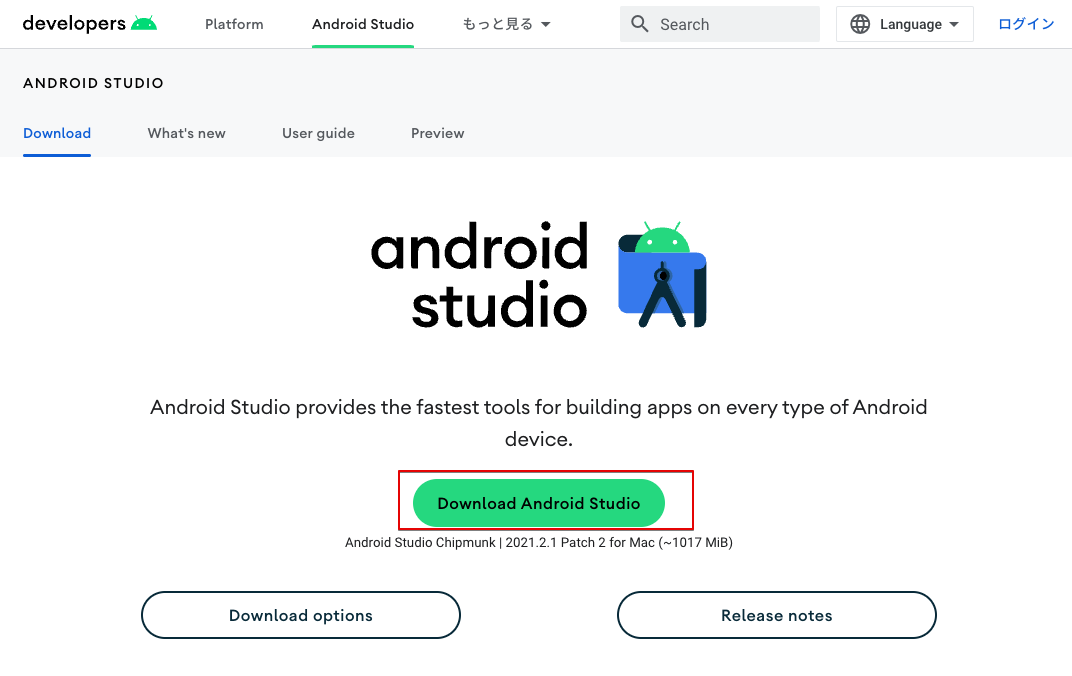 developers
Platform
Android Studio
もっと見る
Search
Language
ログイン
ANDROID STUDIO
Download
What's new
User guide
Preview
android
studio
Android Studio provides the fastest tools for building apps on every type of Android
device.
Download Android Studio
Android Studio Chipmunk | 2021.2.1 Patch 2 for Mac (~1017 MiB)
Download options
Release notes